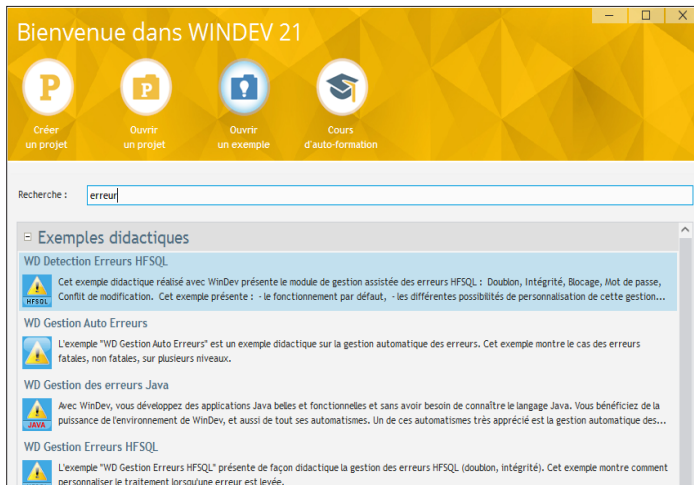 Bienvenue dans WINDEV 21
Créer
un projet
Ouvrir
un projet
Ouvrir
un exemple
Cours
d'auto-formation
Recherche :
erreur
Exemples didactiques
WD Detection Erreurs HFSQL
Cet exemple didactique réalisé avec WinDev présente le module de gestion assistée des erreurs HFSQL : Doublon, Intégrité, Blocage, Mot de passe,
Conflit de modification. Cet exemple présente : - le fonctionnement par défaut, - les différentes possibilités de personnalisation de cette gestion...
HFSQL
WD Gestion Auto Erreurs
L'exemple "WD Gestion Auto Erreurs" est un exemple didactique sur la gestion automatique des erreurs. Cet exemple montre le cas des erreurs
fatales, non fatales, sur plusieurs niveaux.
WD Gestion des erreurs Java
Avec WinDev, vous développez des applications Java belles et fonctionnelles et sans avoir besoin de connaître le langage Java. Vous bénéficiez de la
puissance de l'environnement de WinDev, et aussi de tout ses automatismes. Un de ces automatismes très apprécié est la gestion automatique des...
JAVA
WD Gestion Erreurs HFSQL
L'exemple "WD Gestion Erreurs HFSQL" présente de façon didactique la gestion des erreurs HFSQL (doublon, intégrité). Cet exemple montre comment
personnaliser le traitement lorsqu'une erreur est levée.